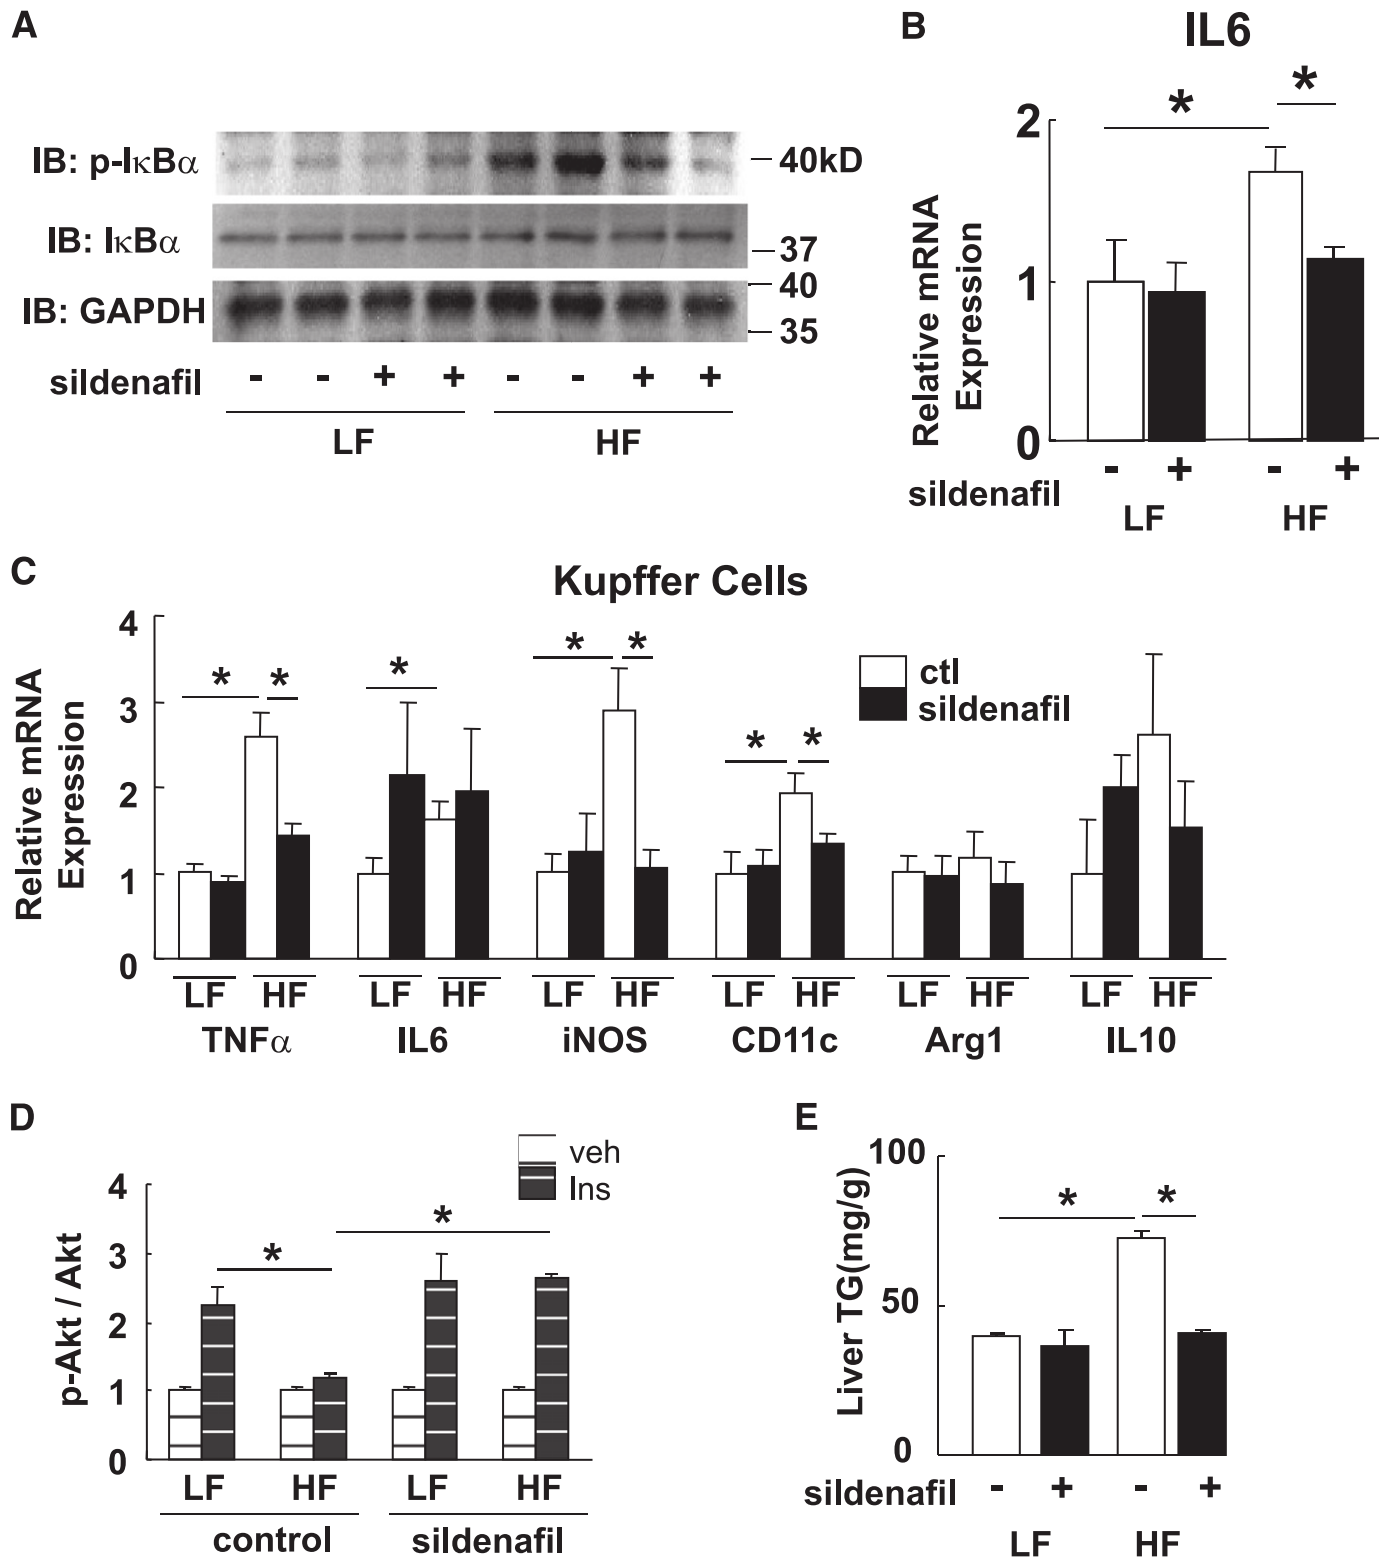 A
IB: p-IκBα
40kD
IB: IκBα
37
40
IB: GAPDH
35
sildenafil - - + + - - + +
LF HF
B
IL6
* *
Relative mRNA
Expression
2
1
0
- + - +
sildenafil
LF HF
C
Kupffer Cells
Relative mRNA
Expression
4
3
2
1
0
* * * * * * *
ctl
sildenafil
LF HF LF HF LF HF LF HF LF HF LF HF
TNFα IL6 iNOS CD11c Arg1 IL10
D
veh
Ins
p-Akt / Akt
4
3
2
1
0
* *
LF HF LF HF
control sildenafil
E
Liver TG(mg/g)
100
50
0
* *
sildenafil - + - +
LF HF